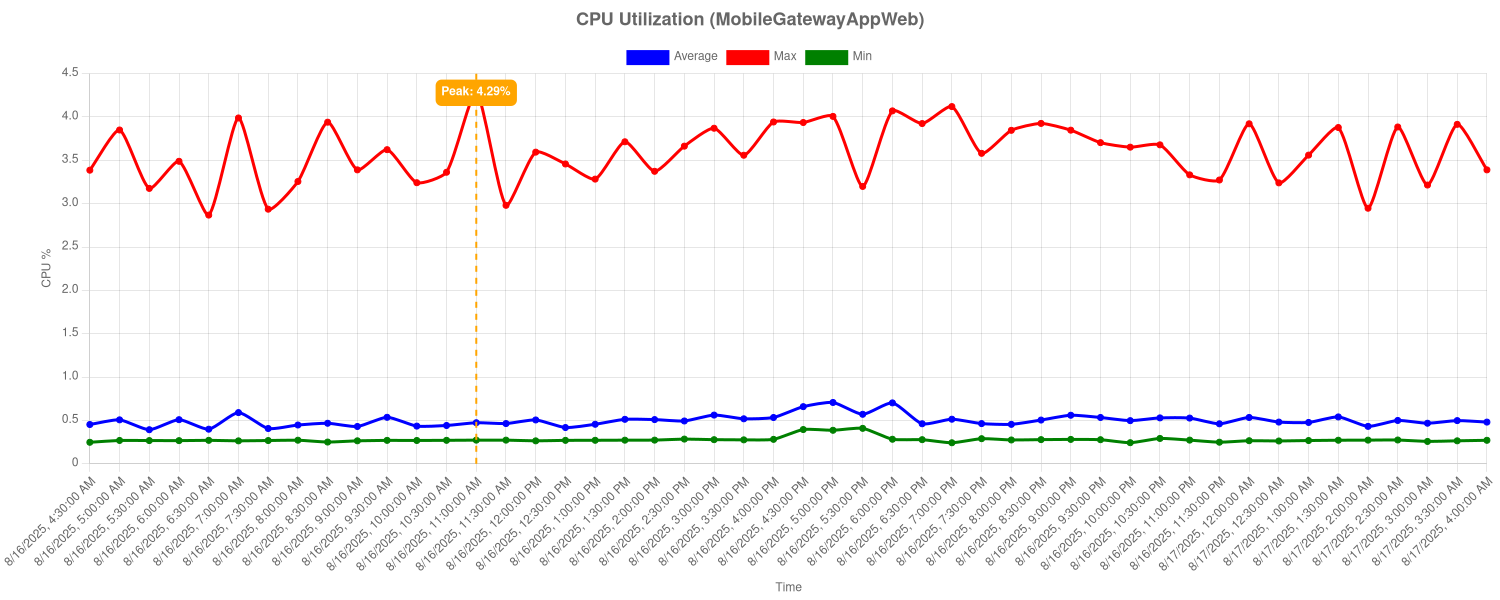 CPU Utilization (MobileGatewayAppWeb)
Average Max Min
Peak: 4.29%
4.5
4.0
3.5
3.0
2.5
2.0
1.5
1.0
0.5
0
CPU %
8/16/2025, 4:30:00 AM
8/16/2025, 5:00:00 AM
8/16/2025, 5:30:00 AM
8/16/2025, 6:00:00 AM
8/16/2025, 6:30:00 AM
8/16/2025, 7:00:00 AM
8/16/2025, 7:30:00 AM
8/16/2025, 8:00:00 AM
8/16/2025, 8:30:00 AM
8/16/2025, 9:00:00 AM
8/16/2025, 9:30:00 AM
8/16/2025, 10:00:00 AM
8/16/2025, 10:30:00 AM
8/16/2025, 11:00:00 AM
8/16/2025, 11:30:00 AM
8/16/2025, 12:00:00 PM
8/16/2025, 12:30:00 PM
8/16/2025, 1:00:00 PM
8/16/2025, 1:30:00 PM
8/16/2025, 2:00:00 PM
8/16/2025, 2:30:00 PM
8/16/2025, 3:00:00 PM
8/16/2025, 3:30:00 PM
8/16/2025, 4:00:00 PM
8/16/2025, 4:30:00 PM
8/16/2025, 5:00:00 PM
8/16/2025, 5:30:00 PM
8/16/2025, 6:00:00 PM
8/16/2025, 6:30:00 PM
8/16/2025, 7:00:00 PM
8/16/2025, 7:30:00 PM
8/16/2025, 8:00:00 PM
8/16/2025, 8:30:00 PM
8/16/2025, 9:00:00 PM
8/16/2025, 9:30:00 PM
8/16/2025, 10:00:00 PM
8/16/2025, 10:30:00 PM
8/16/2025, 11:00:00 PM
8/16/2025, 11:30:00 PM
8/17/2025, 12:00:00 AM
8/17/2025, 12:30:00 AM
8/17/2025, 1:00:00 AM
8/17/2025, 1:30:00 AM
8/17/2025, 2:00:00 AM
8/17/2025, 2:30:00 AM
8/17/2025, 3:00:00 AM
8/17/2025, 3:30:00 AM
8/17/2025, 4:00:00 AM
Time